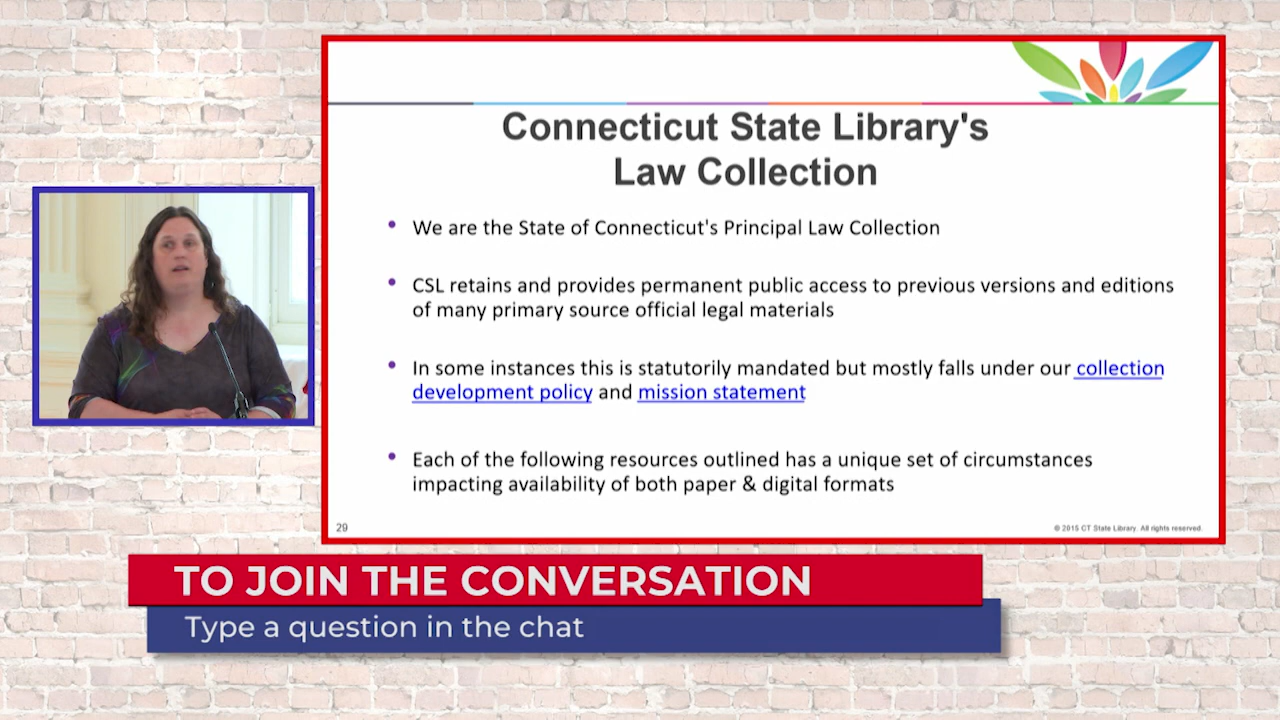 Connecticut State Library's
Law Collection
• We are the State of Connecticut's Principal Law Collection
• CSL retains and provides permanent public access to previous versions and editions
of many primary source official legal materials
• In some instances this is statutorily mandated but mostly falls under our collection
development policy and mission statement
• Each of the following resources outlined has a unique set of circumstances
impacting availability of both paper & digital formats
29
© 2015 CT State Library. All rights reserved.
TO JOIN THE CONVERSATION
Type a question in the chat